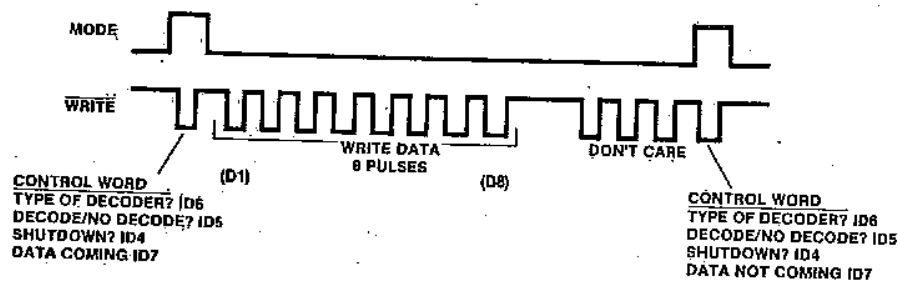 MODE
WRITE
WRITE DATA
8 PULSES
DON'T CARE
(D1)
(D8)
CONTROL WORD
TYPE OF DECODER? ID6
DECODE/NO DECODE? ID5
SHUTDOWN? ID4
DATA COMING ID7
CONTROL WORD
TYPE OF DECODER? ID6
DECODE/NO DECODE? ID5
SHUTDOWN? ID4
DATA NOT COMING ID7